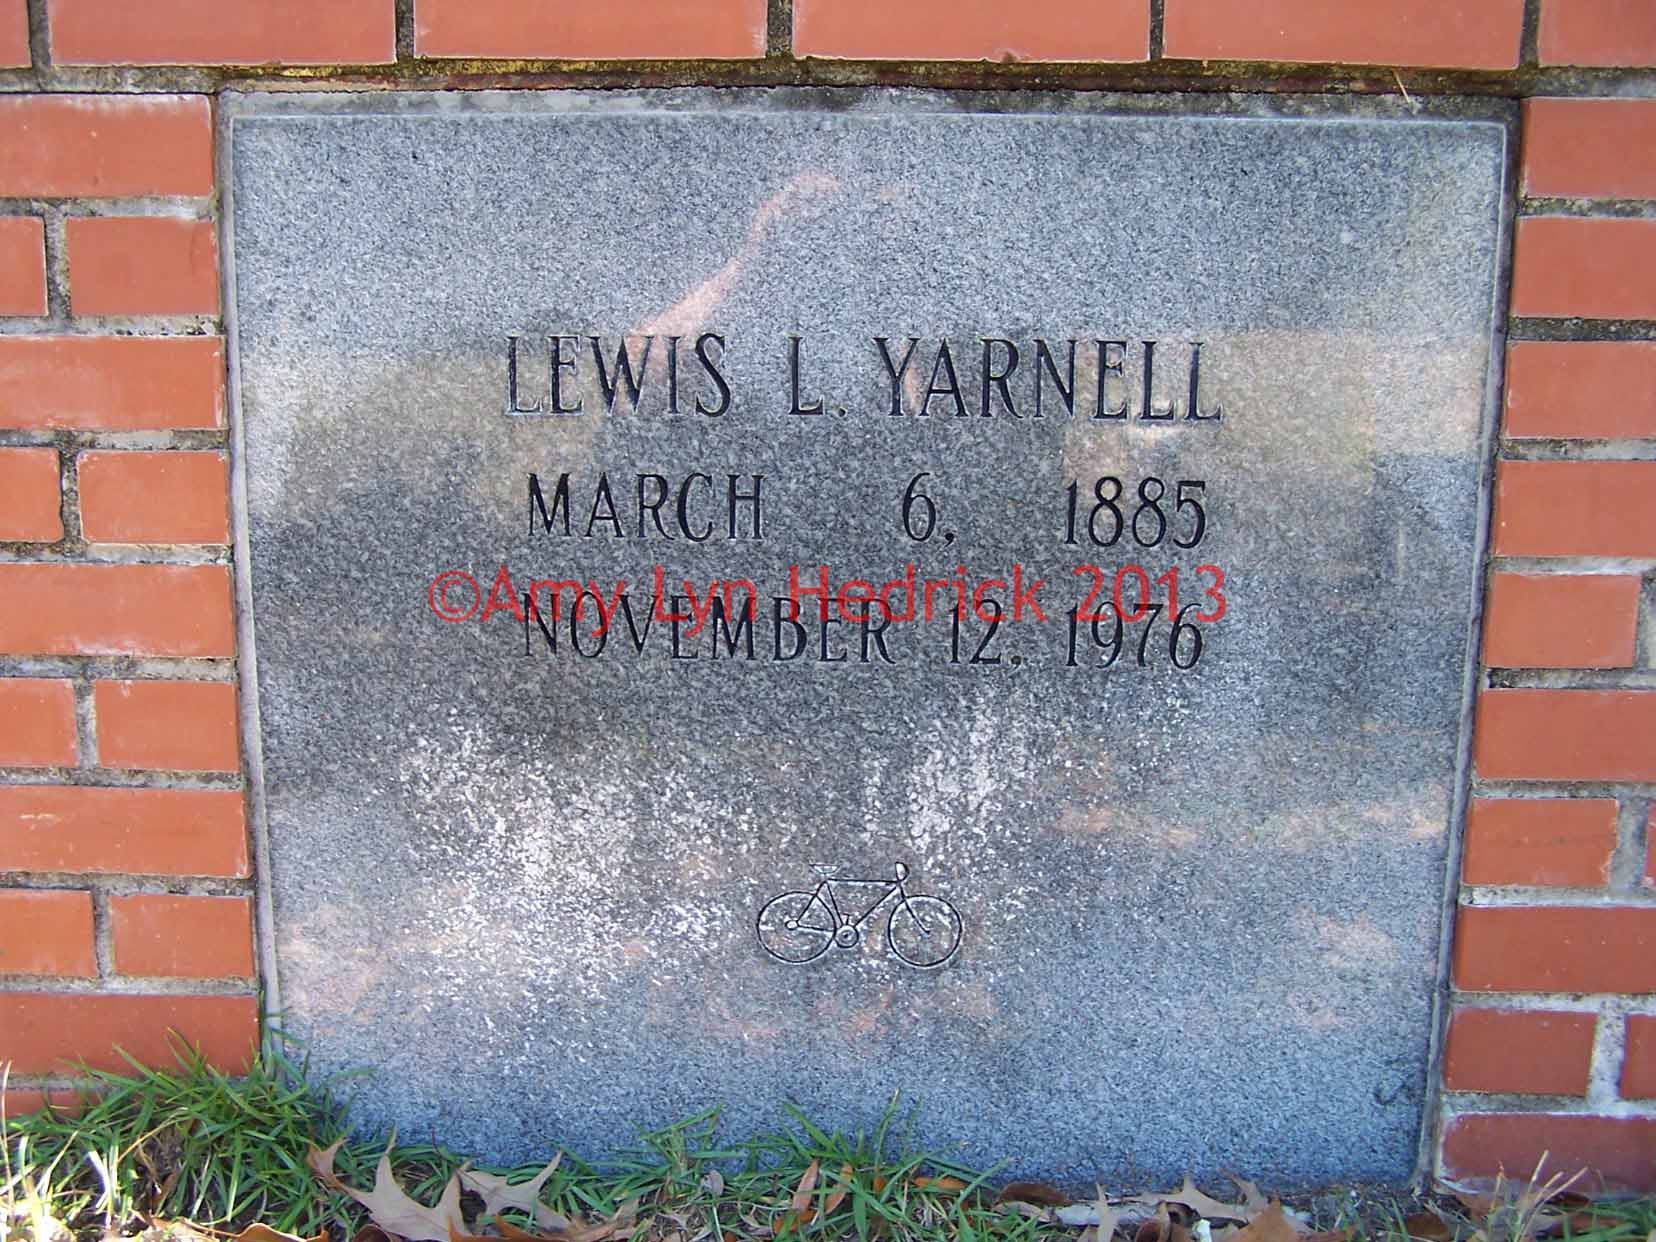 LEWIS L. YARNELL
MARCH 6, 1885
©Amy Lyn Hedrick 2013
NOVEMBER 12, 1976